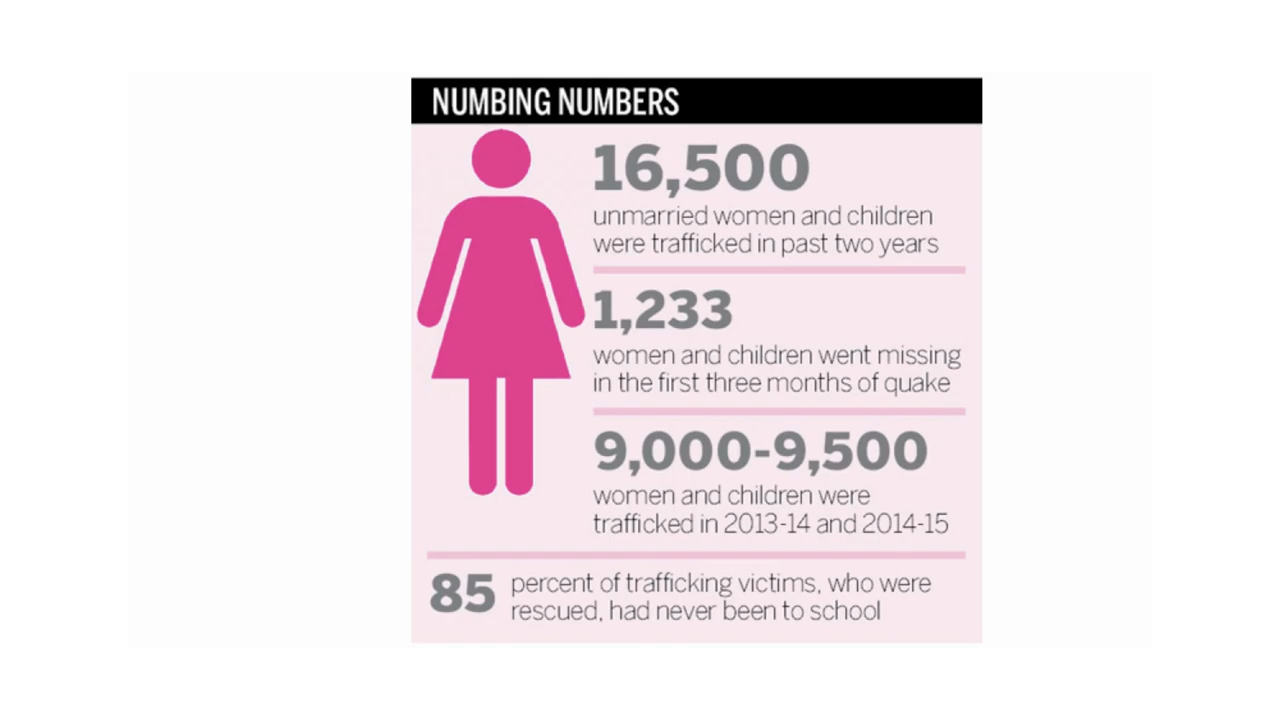 NUMBING NUMBERS
16,500
unmarried women and children
were trafficked in past two years
1,233
women and children went missing
in the first three months of quake
9,000-9,500
women and children were
trafficked in 2013-14 and 2014-15
85 percent of trafficking victims, who were
rescued, had never been to school